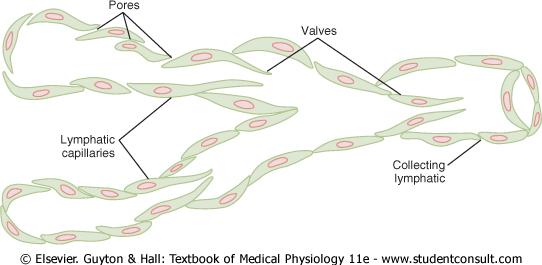 Pores
Valves
Lymphatic
capillaries
Collecting
lymphatic
© Elsevier. Guyton & Hall: Textbook of Medical Physiology 11e - www.studentconsult.com